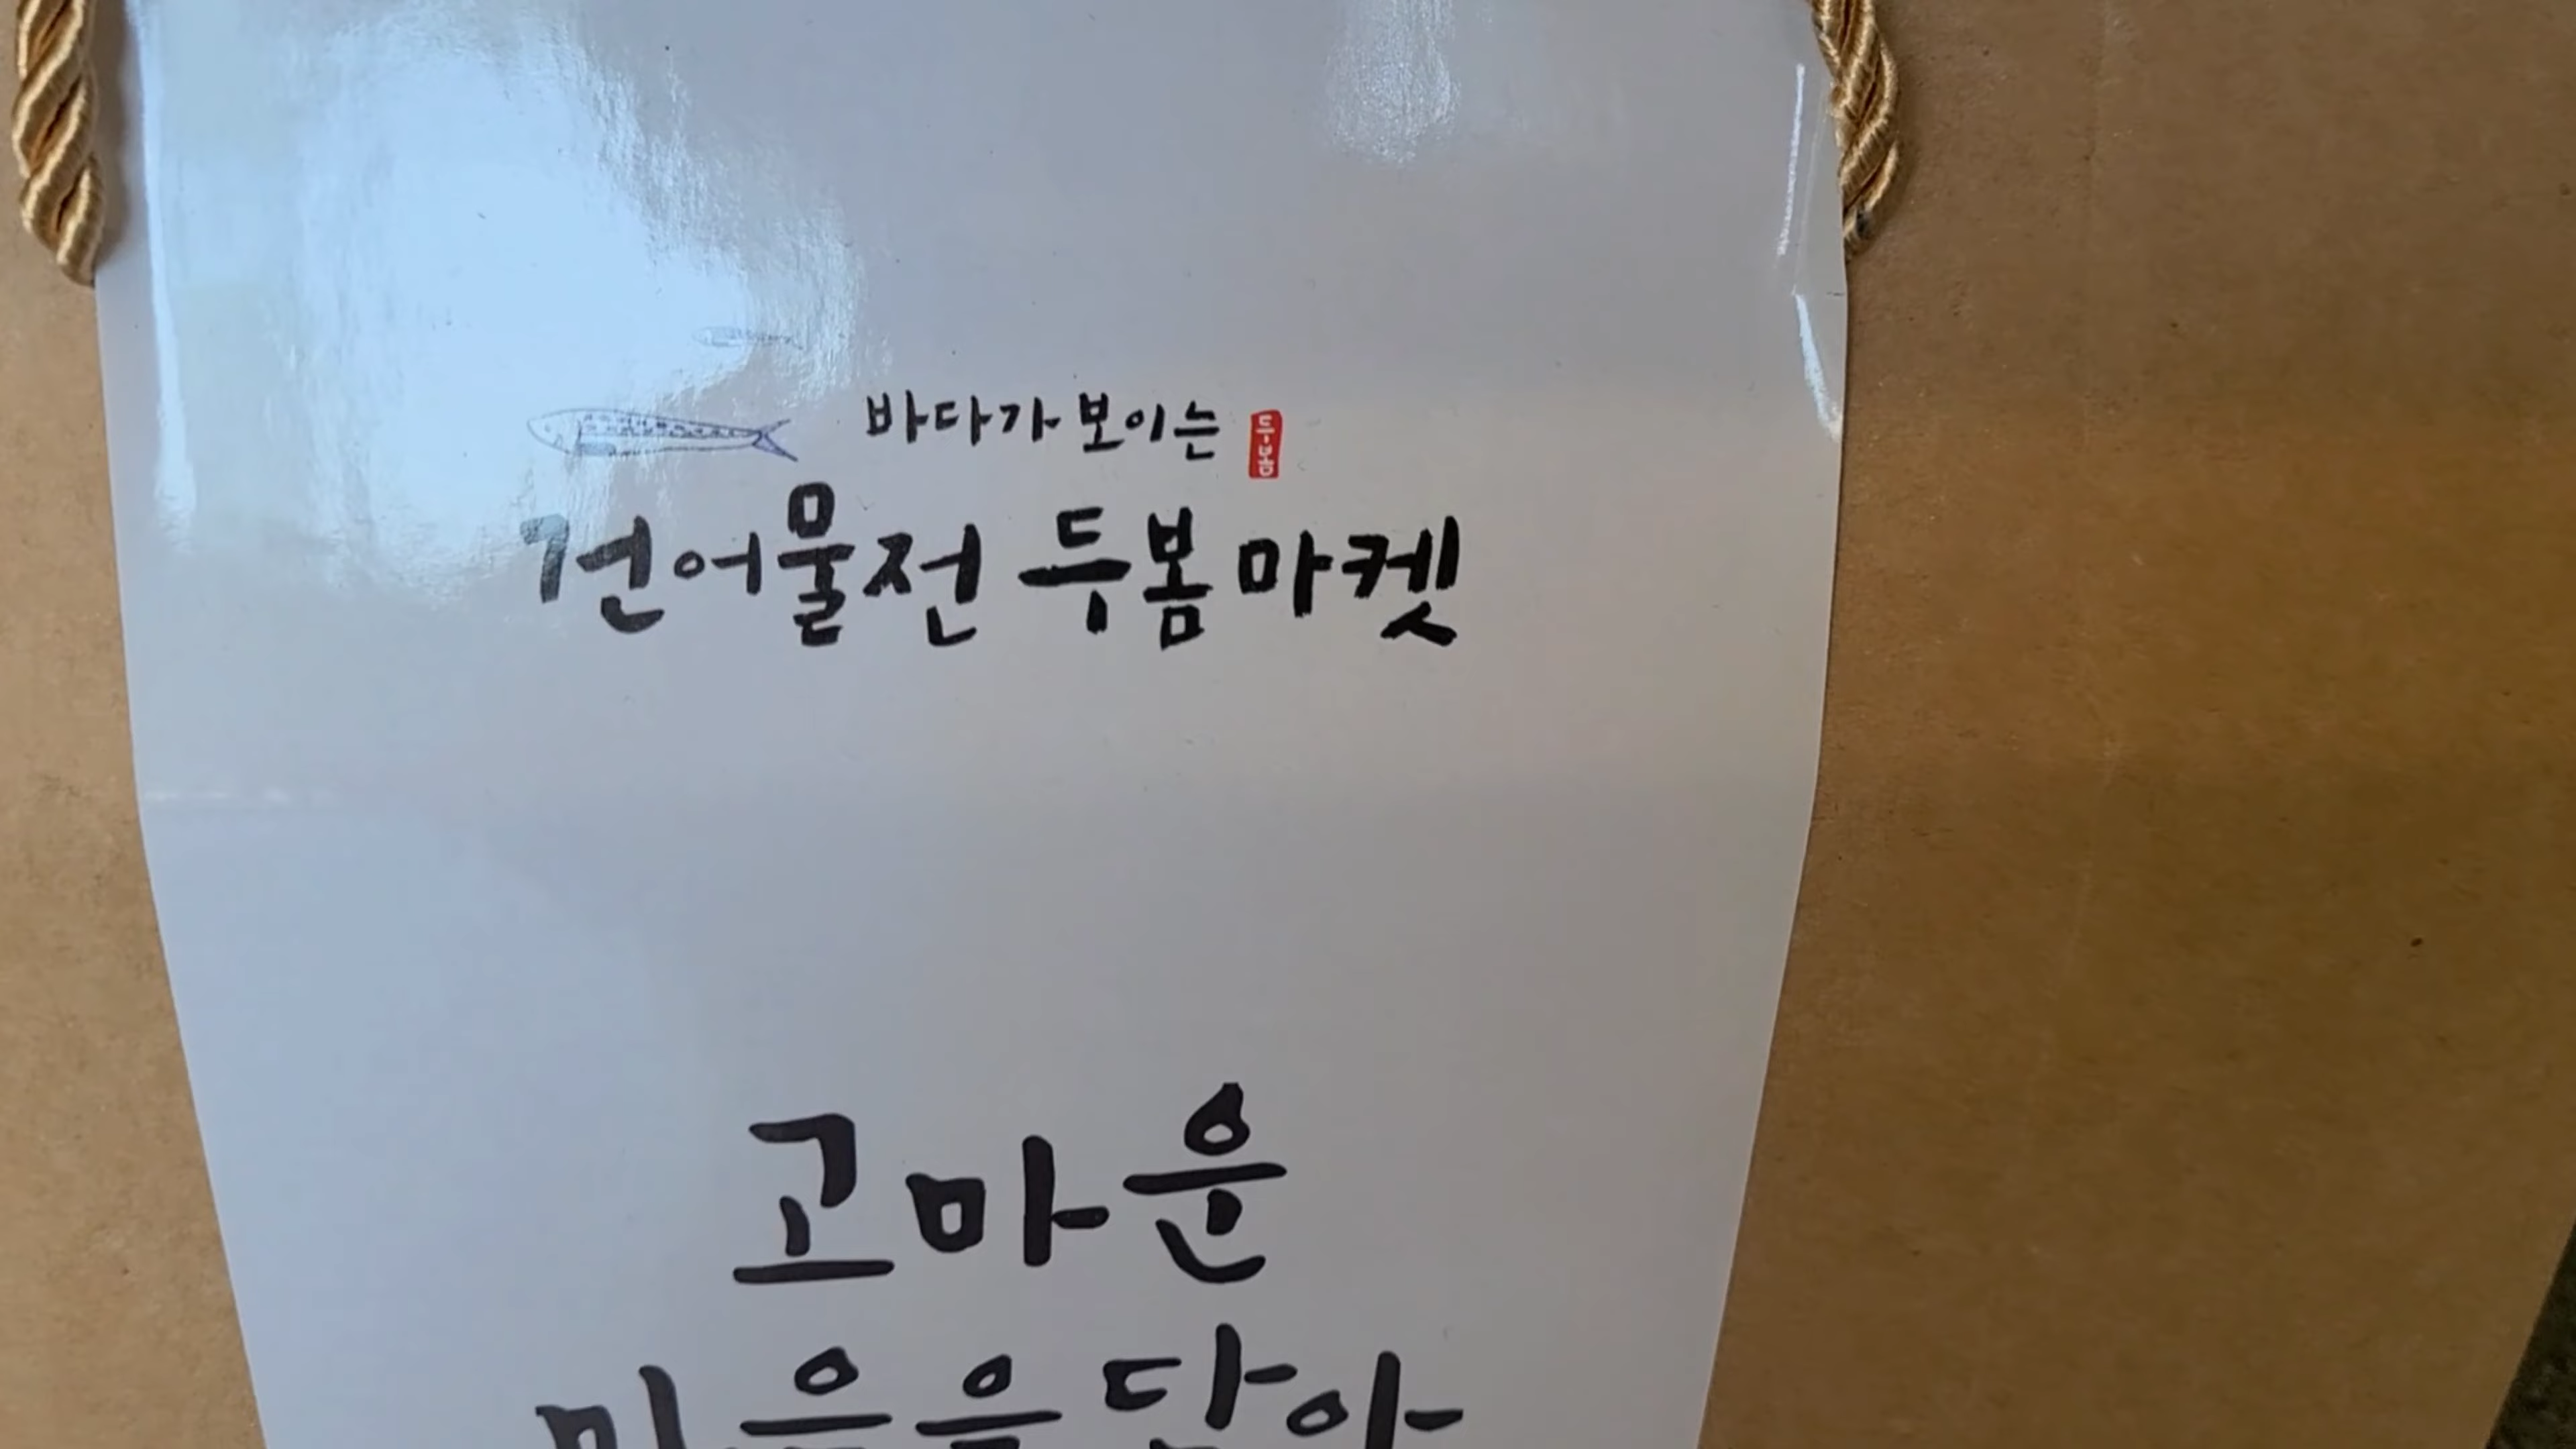 바다가 보이는
두봄
건어물전 두봄 마켓
고마운
마음을 담아